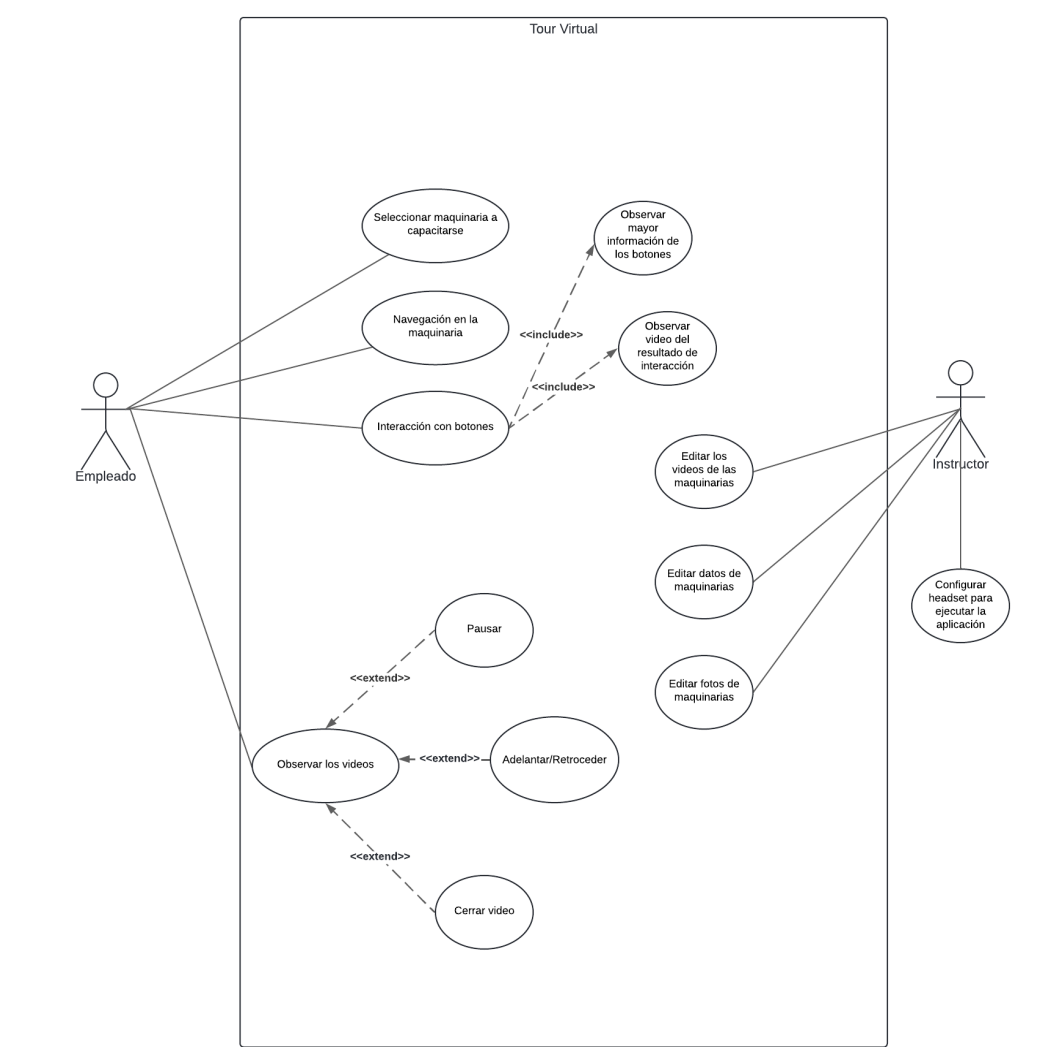 Tour Virtual
Seleccionar maquinaria a
capacitarse
Observar
mayor
información de
los botones
Navegación en la
maquinaria
<<include>>
Observar
video del
resultado de
interacción
<<include>>
Interacción con botones
Empleado
Instructor
Editar los
videos de las
maquinarias
Editar datos de
maquinarias
Configurar
headset para
ejecutar la
aplicación
Pausar
<<extend>>
Editar fotos de
maquinarias
Observar los videos
<<extend>>
Adelantar/Retroceder
<<extend>>
Cerrar video